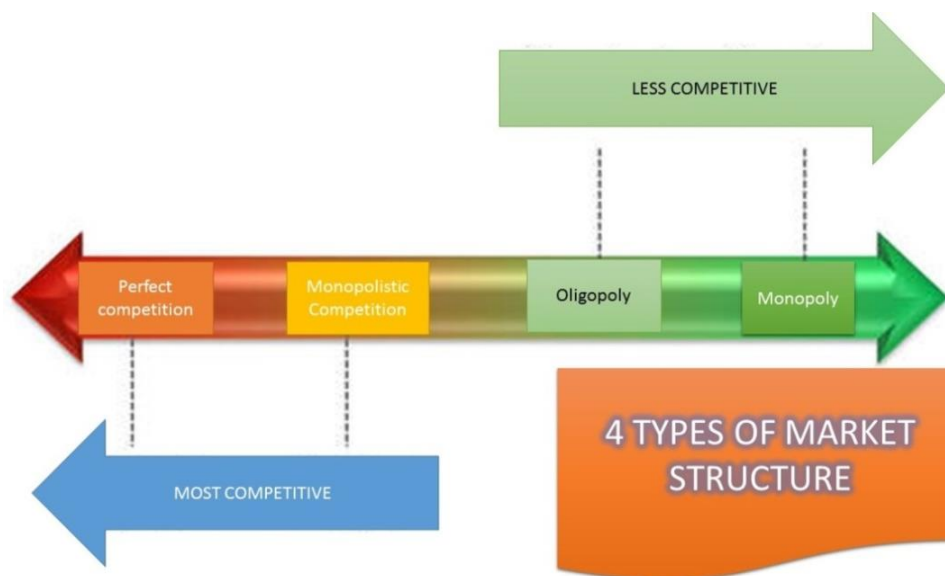 LESS COMPETITIVE
Perfect
competition
Monopolistic
Competition
Oligopoly
Monopoly
MOST COMPETITIVE
4 TYPES OF MARKET
STRUCTURE